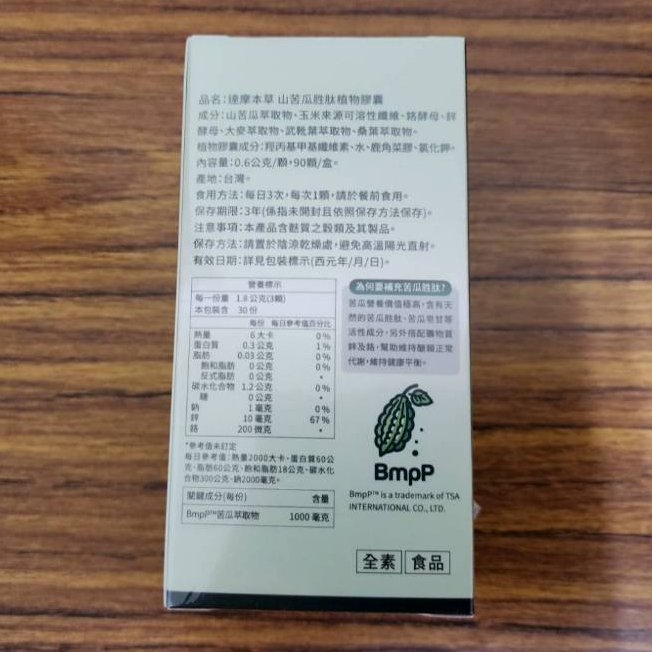 品名：達摩本草 山苦瓜胜肽植物膠囊
成分：山苦瓜萃取物、玉米來源可溶性纖維、鉻酵母、鋅
酵母、大麥萃取物、武靴葉萃取物、桑葉萃取物。
植物膠囊成分：羥丙基甲基纖維素、水、鹿角菜膠、氯化鉀。
內容量：0.6公克/顆，90顆/盒。
產地：台灣。
食用方法：每日3次，每次1顆，請於餐前食用。
保存期限：3年(係指未開封且依照保存方法保存)。
注意事項：本產品含麩質之穀類及其製品。
保存方法：請置於陰涼乾燥處，避免高溫陽光直射。
有效日期：詳見包裝標示(西元年/月/日)。
營養標示
每一份量 1.8 公克(3顆)
本包裝含 30份
每份 每日參考值百分比
熱量 6 大卡 0%
蛋白質 0.3 公克 1%
脂肪 0.03 公克 0%
飽和脂肪 0 公克 0%
反式脂肪 0 公克 *
碳水化合物 1.2 公克 0%
糖 0 公克 *
鈉 1 毫克 0%
鋅 10 毫克 67%
鉻 200 微克 *
*參考值未訂定
每日參考值：熱量2000大卡、蛋白質60公
克、脂肪60公克、飽和脂肪18公克、碳水化
合物300公克、鈉2000毫克。
關鍵成分(每份) 含量
BmpP™苦瓜萃取物 1000 毫克
為何要補充苦瓜胜肽?
苦瓜營養價值極高，含有天
然的苦瓜胜肽、苦瓜皂甘等
活性成分，另外搭配礦物質
鋅及鉻，幫助維持醣類正常
代謝，維持健康平衡。
BmpP
BmpP™ is a trademark of TSA
INTERNATIONAL CO., LTD.
全素 食品